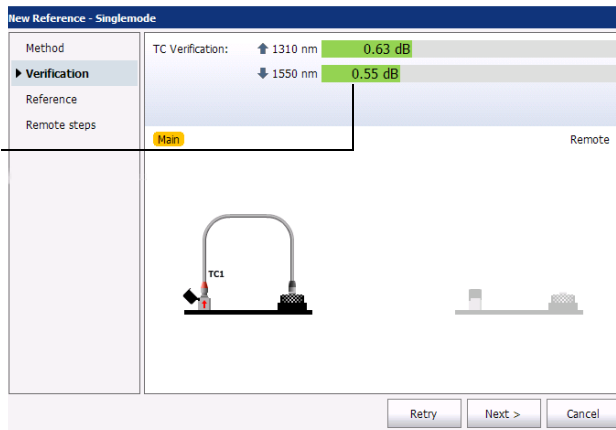 New Reference - Singlemode
Method
Verification
Reference
Remote steps
TC Verification:
1310 nm
0.63 dB
1550 nm
0.55 dB
Main
Remote
TC1
Retry
Next >
Cancel